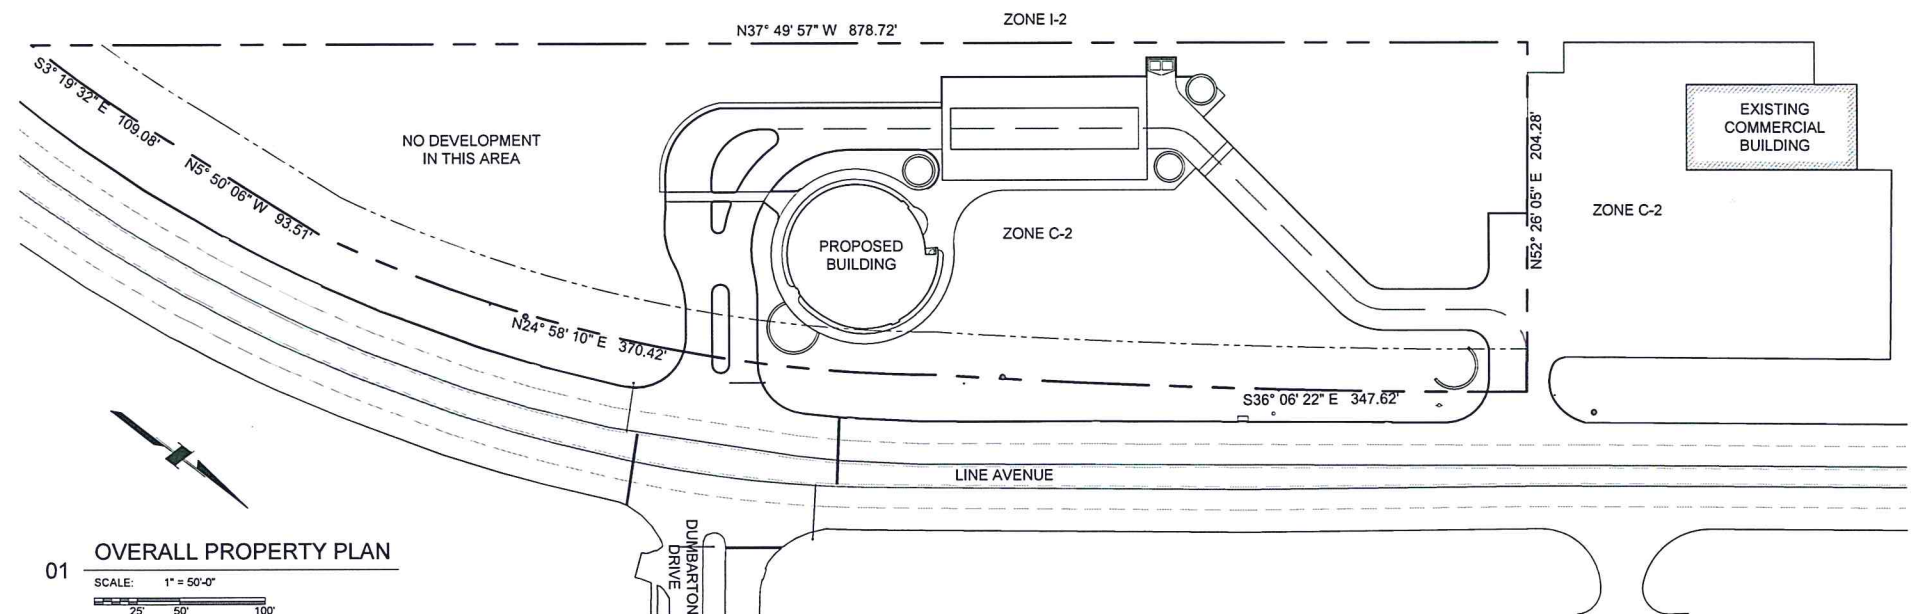 ZONE I-2
N37° 49' 57" W 878.72'
S3° 19' 32" E 109.08'
N5° 50' 06" W 93.51'
NO DEVELOPMENT
IN THIS AREA
N24° 58' 10" E 370.42'
PROPOSED
BUILDING
ZONE C-2
S36° 06' 22" E 347.62'
N52° 26' 05" E 204.28'
EXISTING
COMMERCIAL
BUILDING
ZONE C-2
LINE AVENUE
DUMBARTON
DRIVE
01 OVERALL PROPERTY PLAN
SCALE: 1" = 50'-0"
25' 50' 100'